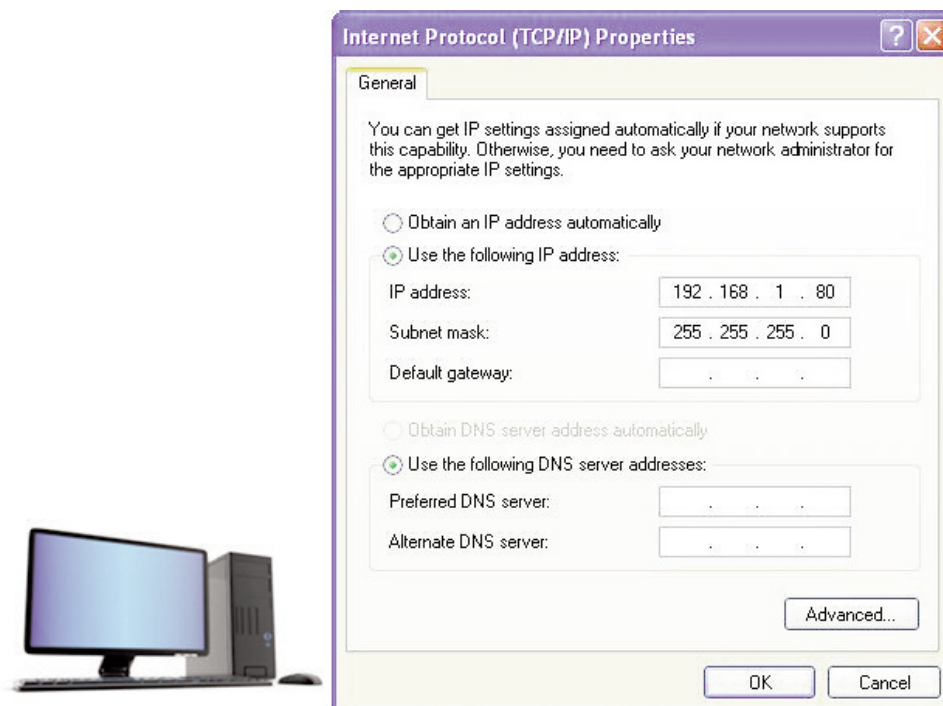 Internet Protocol (TCP/IP) Properties
General
You can get IP settings assigned automatically if your network supports
this capability. Otherwise, you need to ask your network administrator for
the appropriate IP settings.
Obtain an IP address automatically
Use the following IP address:
IP address: 192 . 168 . 1 . 80
Subnet mask: 255 . 255 . 255 . 0
Default gateway: . . .
Obtain DNS server address automatically
Use the following DNS server addresses:
Preferred DNS server: . . .
Alternate DNS server: . . .
Advanced...
OK Cancel